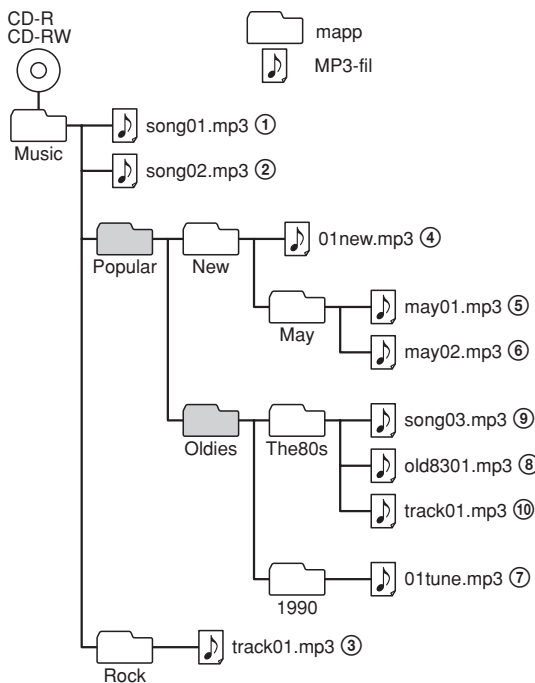 CD-R
CD-RW
mapp
MP3-fil
Music
song01.mp3 ①
song02.mp3 ②
Popular
New
01new.mp3 ④
May
may01.mp3 ⑤
may02.mp3 ⑥
Oldies
The80s
song03.mp3 ⑨
old8301.mp3 ⑧
track01.mp3 ⑩
1990
01tune.mp3 ⑦
Rock
track01.mp3 ③